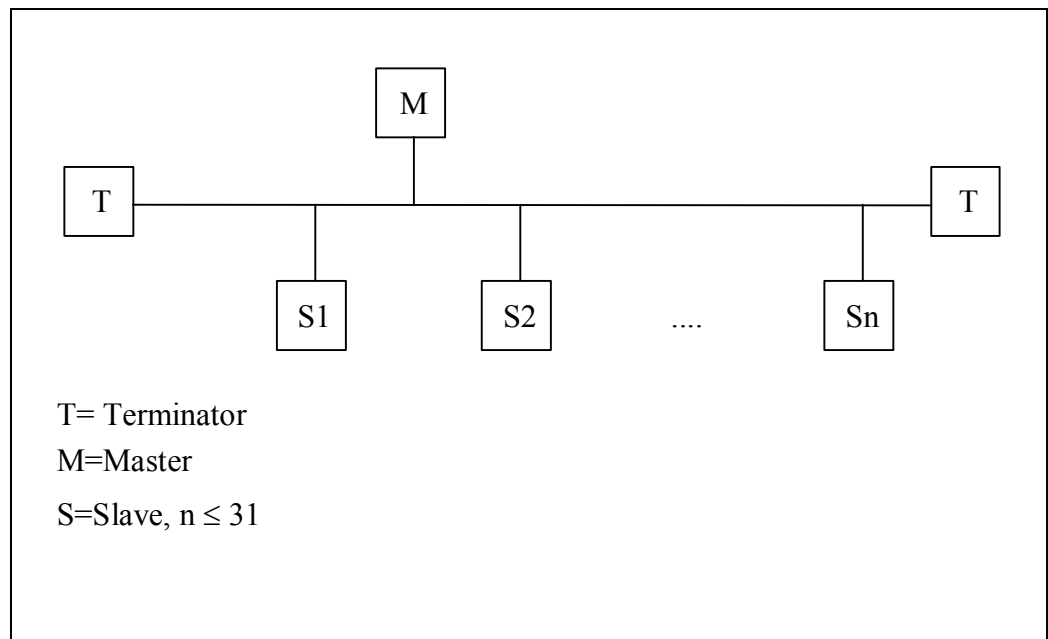 M
T
T
S1
S2
....
Sn
T= Terminator
M=Master
S=Slave, n ≤ 31